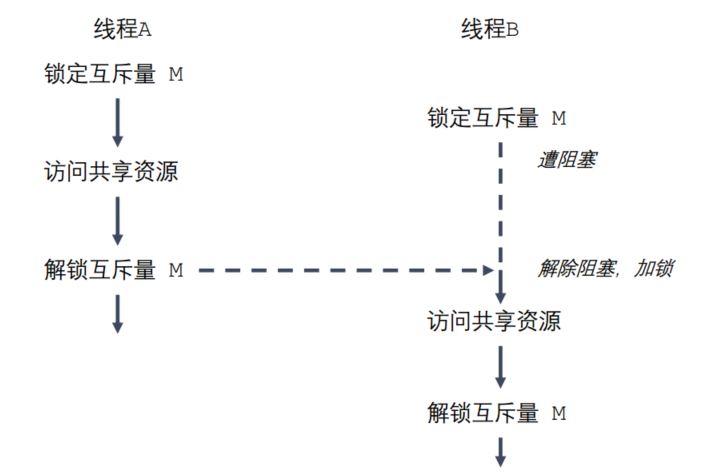 线程A
线程B
锁定互斥量 M
锁定互斥量 M
遭阻塞
访问共享资源
解锁互斥量 M
解除阻塞，加锁
访问共享资源
解锁互斥量 M